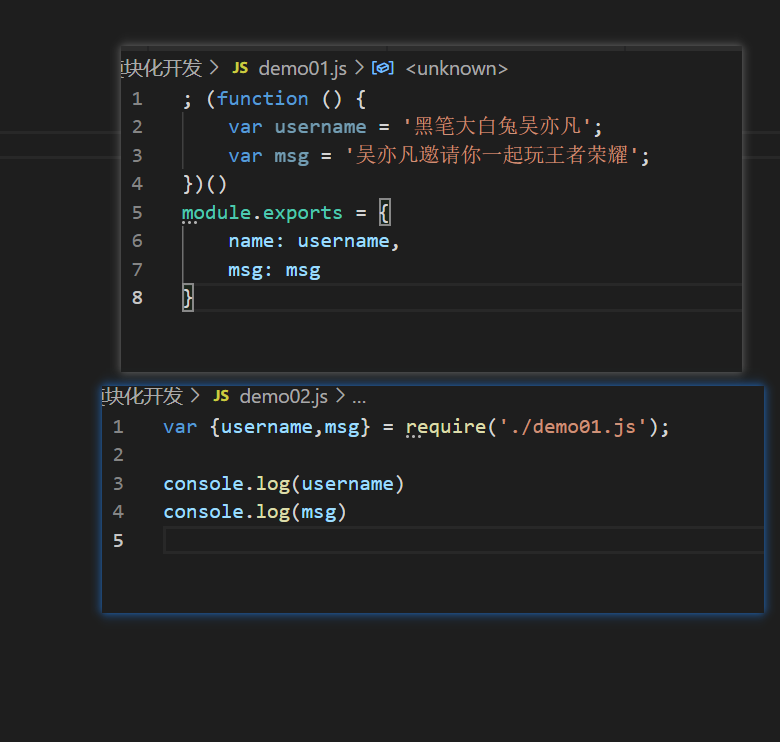 块化开发 > JS demo01.js > <unknown>
1 ; (function () {
2 var username = '黑笔大白兔吴亦凡';
3 var msg = '吴亦凡邀请你一起玩王者荣耀';
4 })()
5 module.exports = {
6 name: username,
7 msg: msg
8 }
块化开发 > JS demo02.js > ...
1 var {username,msg} = require('./demo01.js');
2
3 console.log(username)
4 console.log(msg)
5